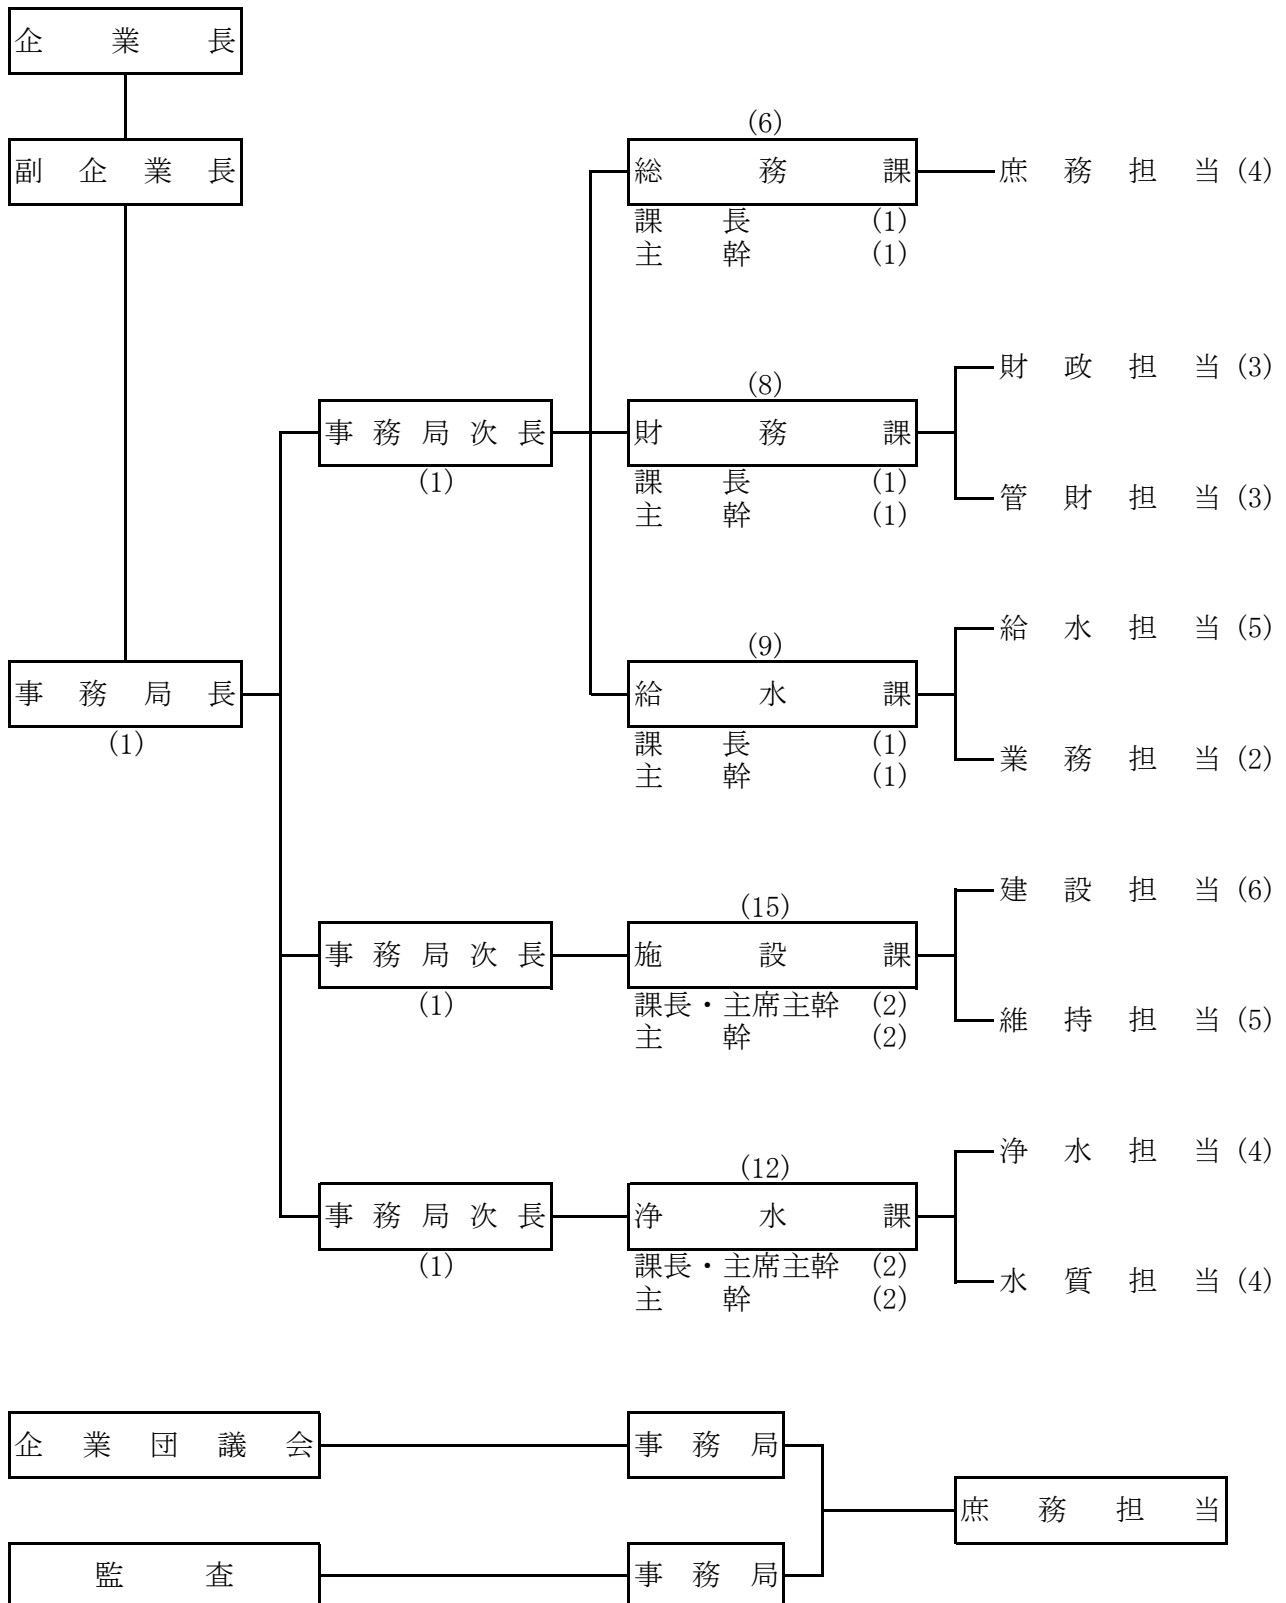 企業長
副企業長
事務局長
(1)
事務局次長
(1)
(6)
総務課
課長 (1)
主幹 (1)
庶務担当 (4)
(8)
財務課
課長 (1)
主幹 (1)
財政担当 (3)
管財担当 (3)
(9)
給水課
課長 (1)
主幹 (1)
給水担当 (5)
業務担当 (2)
事務局次長
(1)
(15)
施設課
課長・主席主幹 (2)
主幹 (2)
建設担当 (6)
維持担当 (5)
事務局次長
(1)
(12)
浄水課
課長・主席主幹 (2)
主幹 (2)
浄水担当 (4)
水質担当 (4)
企業団議会
事務局
監査
事務局
庶務担当